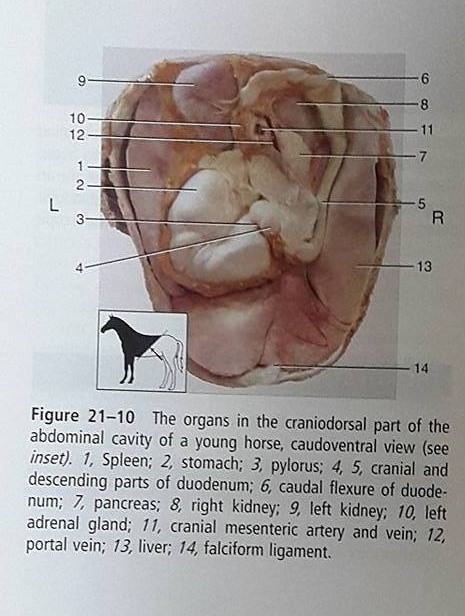 9
6
8
10
11
12
7
1
2
L
5
R
3
4
13
14
Figure 21–10 The organs in the craniodorsal part of the
abdominal cavity of a young horse, caudoventral view (see
inset). 1, Spleen; 2, stomach; 3, pylorus; 4, 5, cranial and
descending parts of duodenum; 6, caudal flexure of duode-
num; 7, pancreas; 8, right kidney; 9, left kidney; 10, left
adrenal gland; 11, cranial mesenteric artery and vein; 12,
portal vein; 13, liver; 14, falciform ligament.